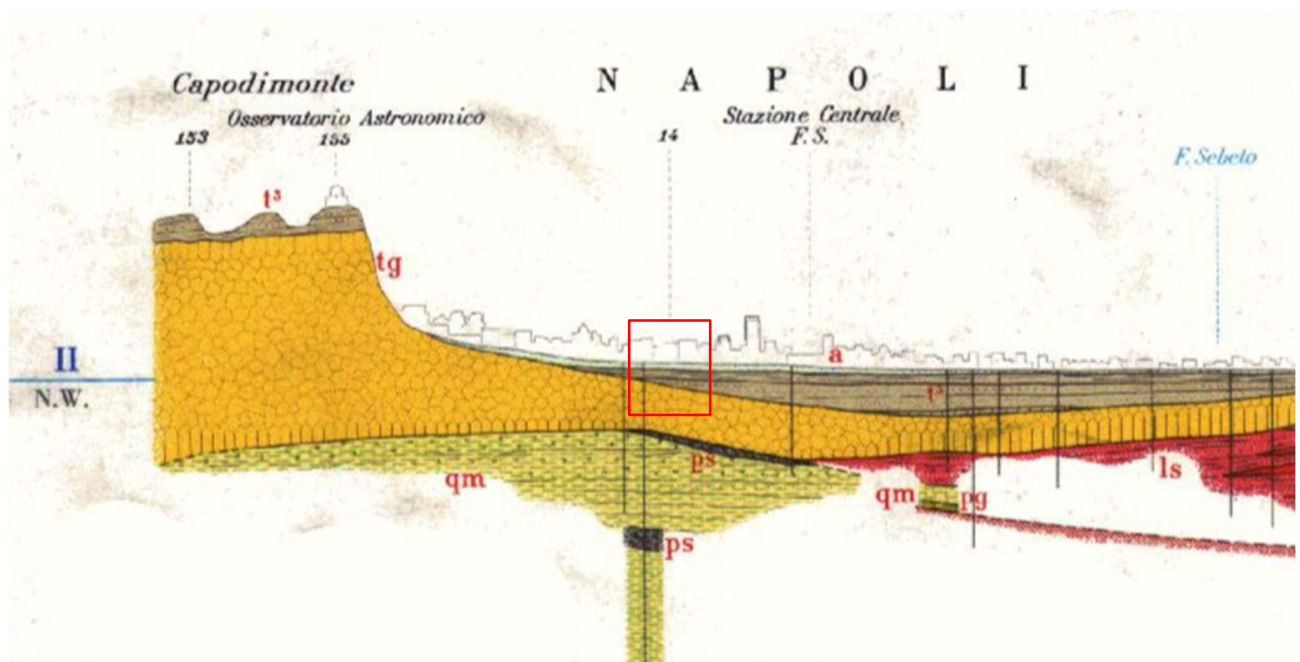 N A P O L I
Capodimonte
Osservatorio Astronomico
Stazione Centrale
F. S.
153
155
14
F. Sebeto
t³
tg
a
II
N.W.
t³
ps
qm
ls
qm
pg
ps